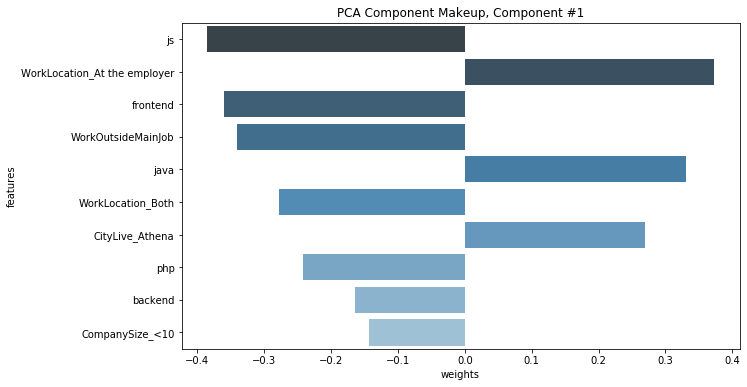 PCA Component Makeup, Component #1
js
WorkLocation_At the employer
frontend
WorkOutsideMainJob
java
WorkLocation_Both
CityLive_Athena
php
backend
CompanySize_<10
features
−0.4 −0.3 −0.2 −0.1 0.0 0.1 0.2 0.3 0.4
weights